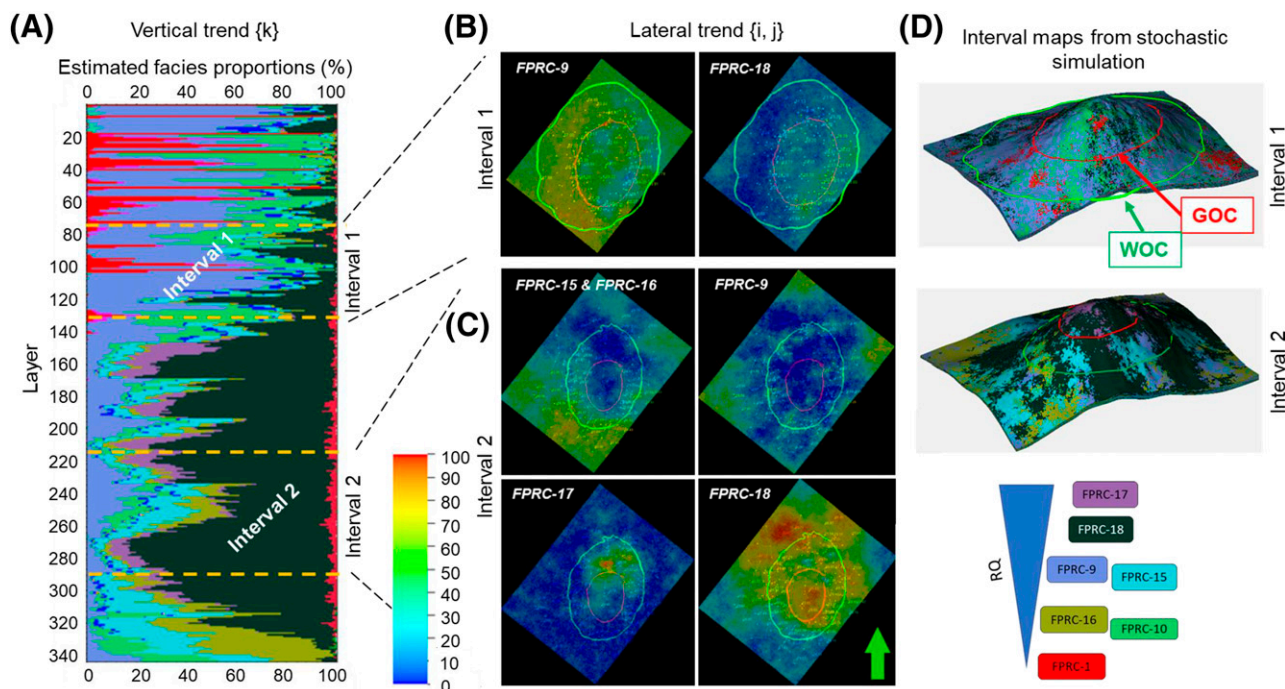 (A)
Vertical trend {k}
Estimated facies proportions (%)
0 20 40 60 80 100
Layer
20
40
60
80
100
120
140
160
180
200
220
240
260
280
300
320
340
0 20 40 60 80 100
Interval 1
Interval 2
Interval 1
Interval 2
100
90
80
70
60
50
40
30
20
10
0
(B)
Lateral trend {i, j}
Interval 1
FPRC-9
FPRC-18
(C)
Interval 2
FPRC-15 & FPRC-16
FPRC-9
FPRC-17
FPRC-18
(D)
Interval maps from stochastic
simulation
Interval 1
GOC
WOC
Interval 2
RQ
FPRC-17
FPRC-18
FPRC-9
FPRC-15
FPRC-16
FPRC-10
FPRC-1